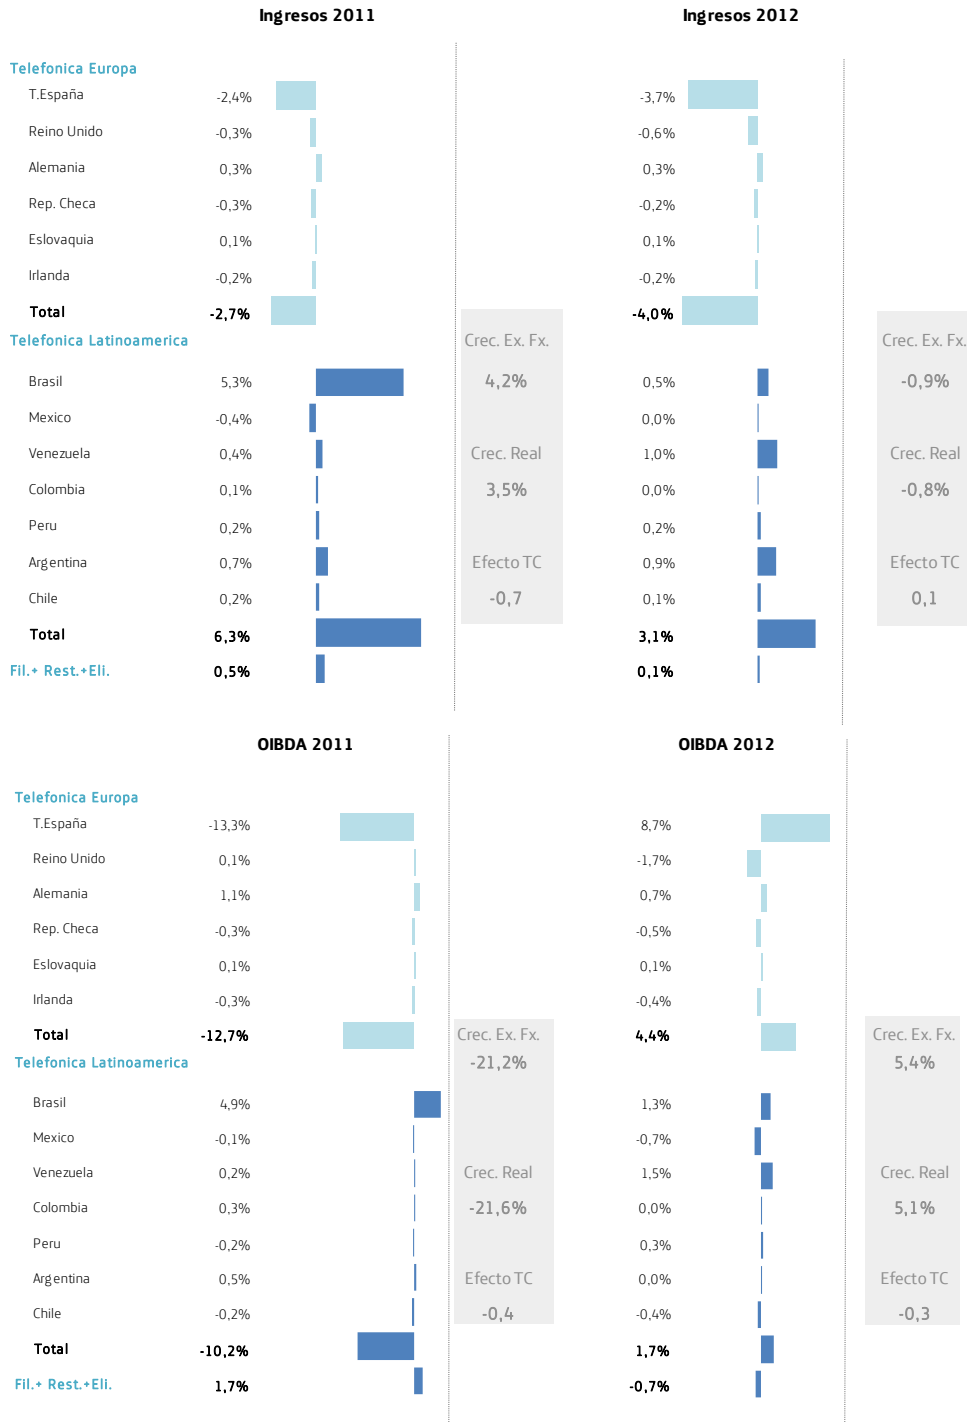 Ingresos 2011
Ingresos 2012
Telefonica Europa
T.España -2,4% -3,7%
Reino Unido -0,3% -0,6%
Alemania 0,3% 0,3%
Rep. Checa -0,3% -0,2%
Eslovaquia 0,1% 0,1%
Irlanda -0,2% -0,2%
Total -2,7% -4,0%
Telefonica Latinoamerica Crec. Ex. Fx. Crec. Ex. Fx.
Brasil 5,3% 4,2% 0,5% -0,9%
Mexico -0,4% 0,0%
Venezuela 0,4% Crec. Real 1,0% Crec. Real
Colombia 0,1% 3,5% 0,0% -0,8%
Peru 0,2% 0,2%
Argentina 0,7% Efecto TC 0,9% Efecto TC
Chile 0,2% -0,7 0,1% 0,1
Total 6,3% 3,1%
Fil.+ Rest.+Eli. 0,5% 0,1%
OIBDA 2011
OIBDA 2012
Telefonica Europa
T.España -13,3% 8,7%
Reino Unido 0,1% -1,7%
Alemania 1,1% 0,7%
Rep. Checa -0,3% -0,5%
Eslovaquia 0,1% 0,1%
Irlanda -0,3% -0,4%
Total -12,7% Crec. Ex. Fx. 4,4% Crec. Ex. Fx.
Telefonica Latinoamerica -21,2% 5,4%
Brasil 4,9% 1,3%
Mexico -0,1% -0,7%
Venezuela 0,2% Crec. Real 1,5% Crec. Real
Colombia 0,3% -21,6% 0,0% 5,1%
Peru -0,2% 0,3%
Argentina 0,5% Efecto TC 0,0% Efecto TC
Chile -0,2% -0,4 -0,4% -0,3
Total -10,2% 1,7%
Fil.+ Rest.+Eli. 1,7% -0,7%